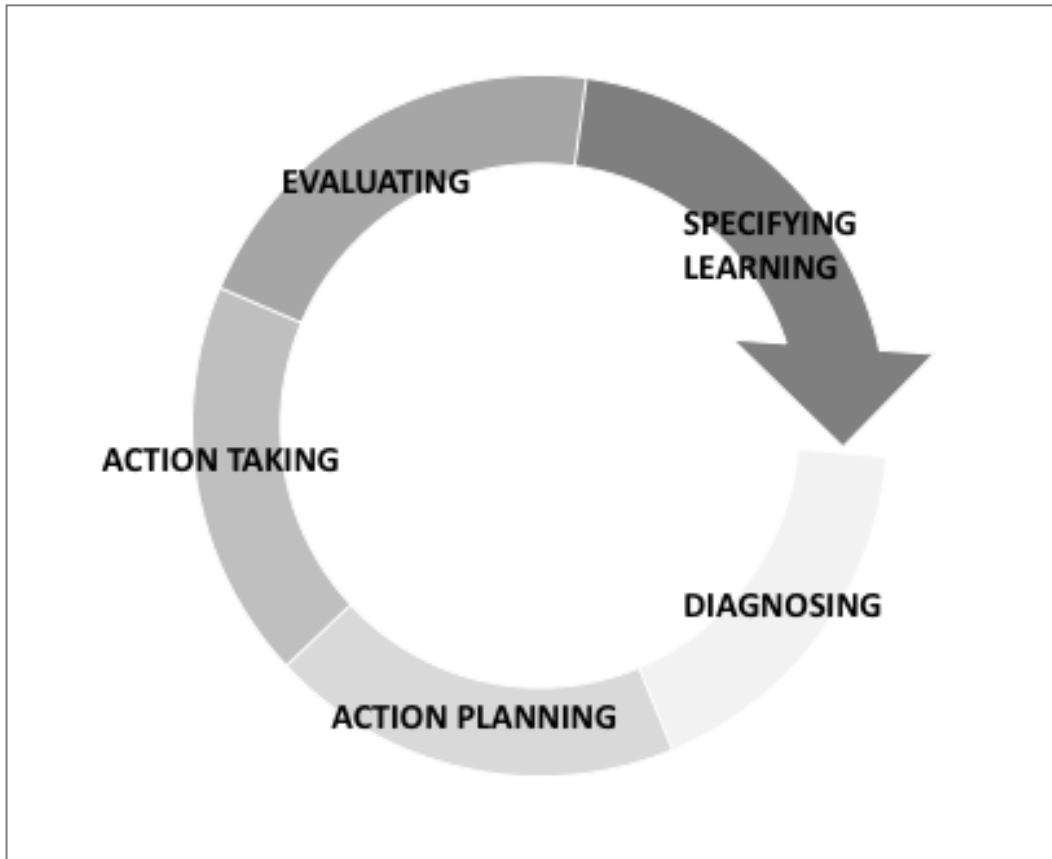 EVALUATING
SPECIFYING
LEARNING
ACTION TAKING
DIAGNOSING
ACTION PLANNING